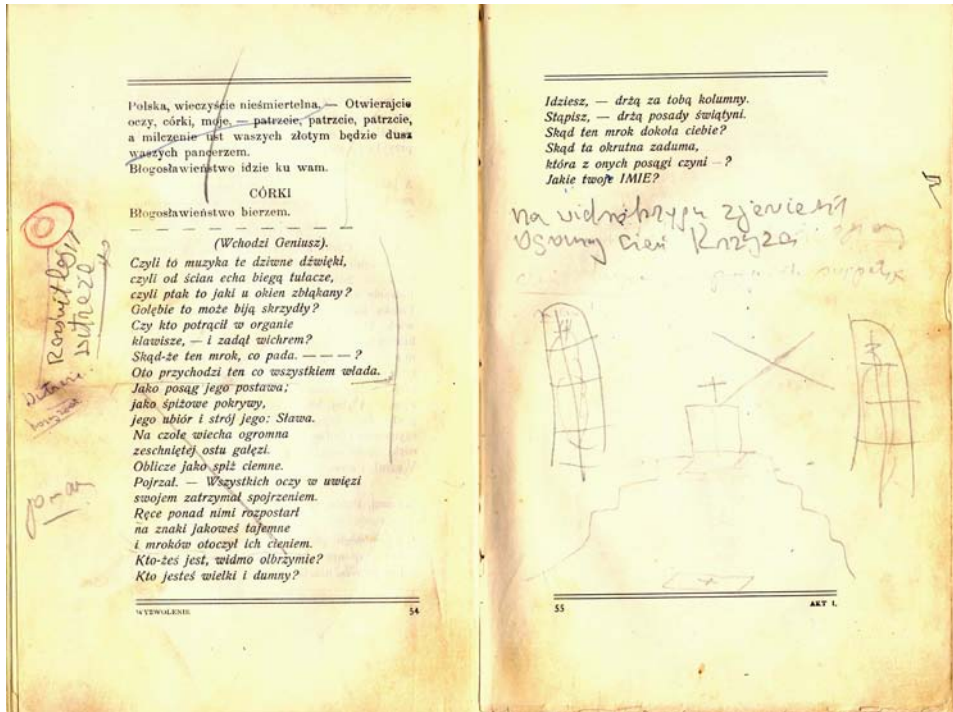 Polska, wieczyście nieśmiertelna, — Otwierajcie
oczy, córki, moje, — patrzcie, patrzcie, patrzcie,
a milczenie ust waszych złotym będzie dusz
waszych pancerzem.
Błogosławieństwo idzie ku wam.
CÓRKI
Błogosławieństwo bierzem.
(Wchodzi Geniusz).
Czyli to muzyka te dziwne dźwięki,
czyli od ścian echa biegą tułacze,
czyli ptak to jaki u okien zbłąkany?
Gołębie to może biją skrzydły?
Czy kto potrącił w organie
klawisze, — i zadął wichrem?
Skąd-że ten mrok, co pada. — — — ?
Oto przychodzi ten co wszystkiem włada.
Jako posąg jego postawa;
jako śpiżowe pokrywy,
jego ubiór i strój jego: Sława.
Na czole wiecha ogromna
zeschniętej ostu gałęzi.
Oblicze jako spiż ciemne.
Pojrzał. — Wszystkich oczy w uwięzi
swojem zatrzymał spojrzeniem.
Ręce ponad nimi rozpostarł
na znaki jakoweś tajemne
i mroków otoczył ich cieniem.
Kto-żeś jest, widmo olbrzymie?
Kto jesteś wielki i dumny?
WYZWOLENIE
54
Idziesz, — drżą za tobą kolumny.
Stąpisz, — drżą posady świątyni.
Skąd ten mrok dokoła ciebie?
Skąd ta okrutna zaduma,
która z onych posągi czyni — ?
Jakie twoje IMIE?
na widnokręgu zjawia się
Ogromny cień Krzyża
55
AKT I.